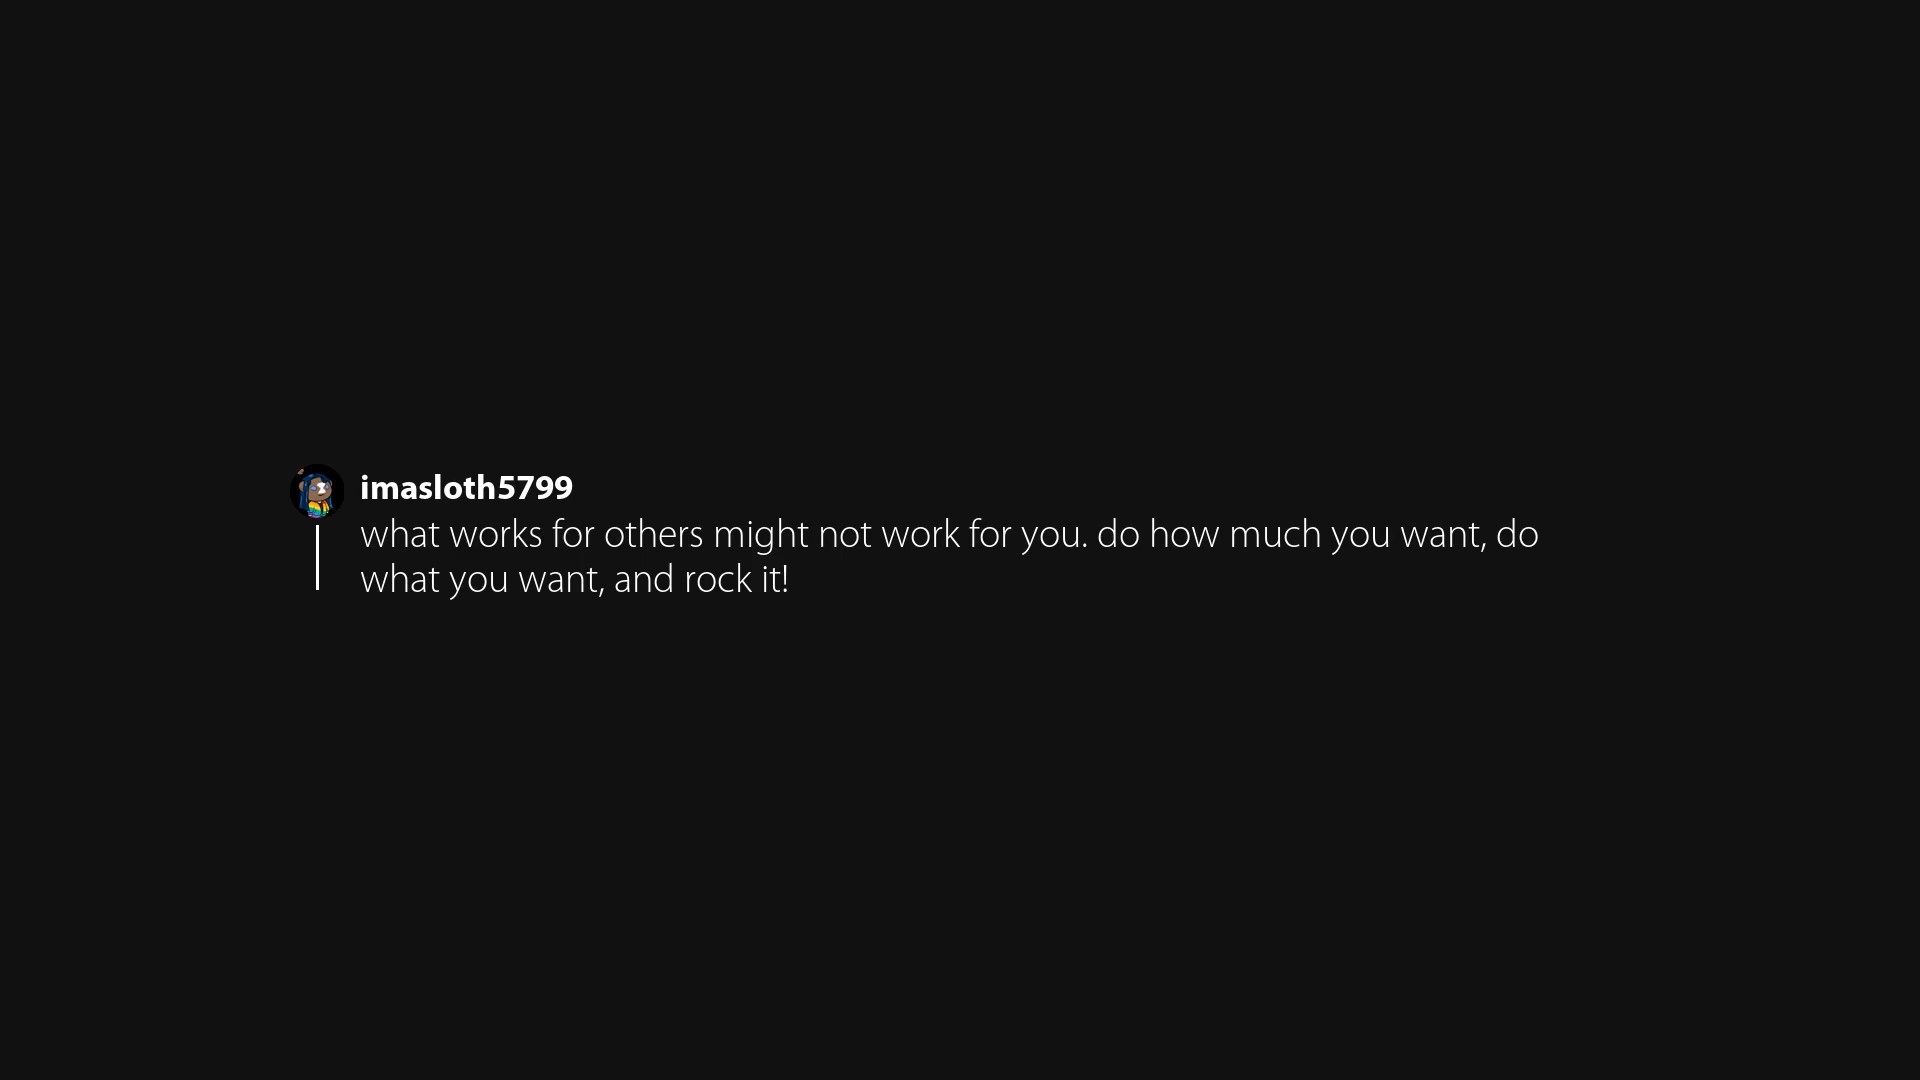 imasloth5799
what works for others might not work for you. do how much you want, do
what you want, and rock it!